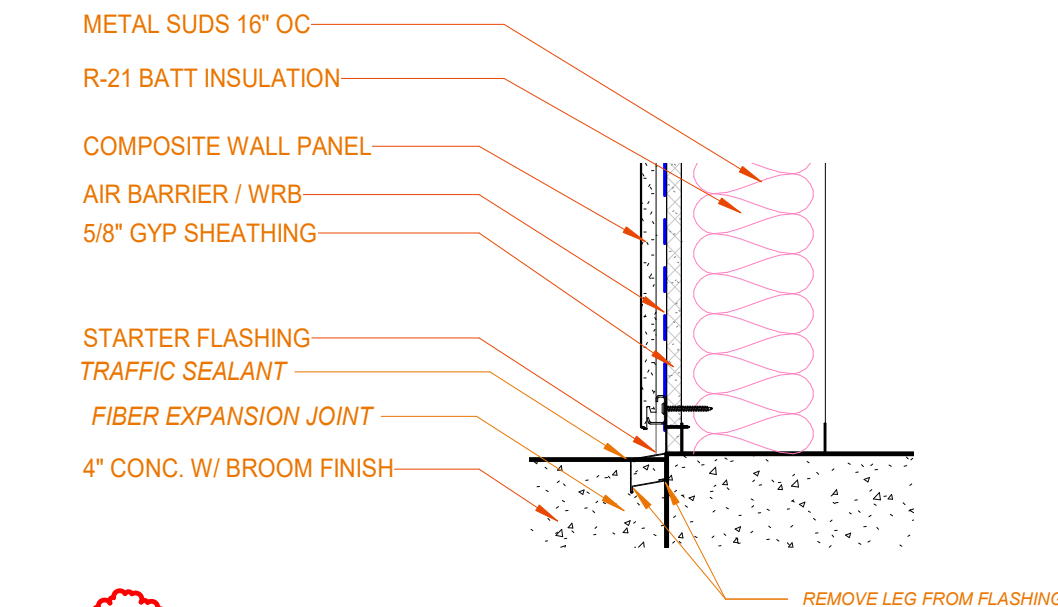 METAL SUDS 16" OC
R-21 BATT INSULATION
COMPOSITE WALL PANEL
AIR BARRIER / WRB
5/8" GYP SHEATHING
STARTER FLASHING
TRAFFIC SEALANT
FIBER EXPANSION JOINT
4" CONC. W/ BROOM FINISH
REMOVE LEG FROM FLASHING